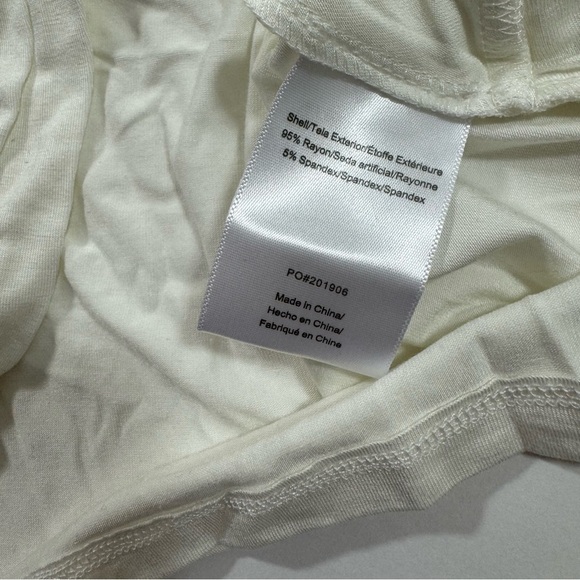 Shell/Tela Exterior/Étoffe Extérieure
95% Rayon/Seda artificial/Rayonne
5% Spandex/Spandex/Spandex
PO#201906
Made in China/
Hecho en China/
Fabriqué en Chine